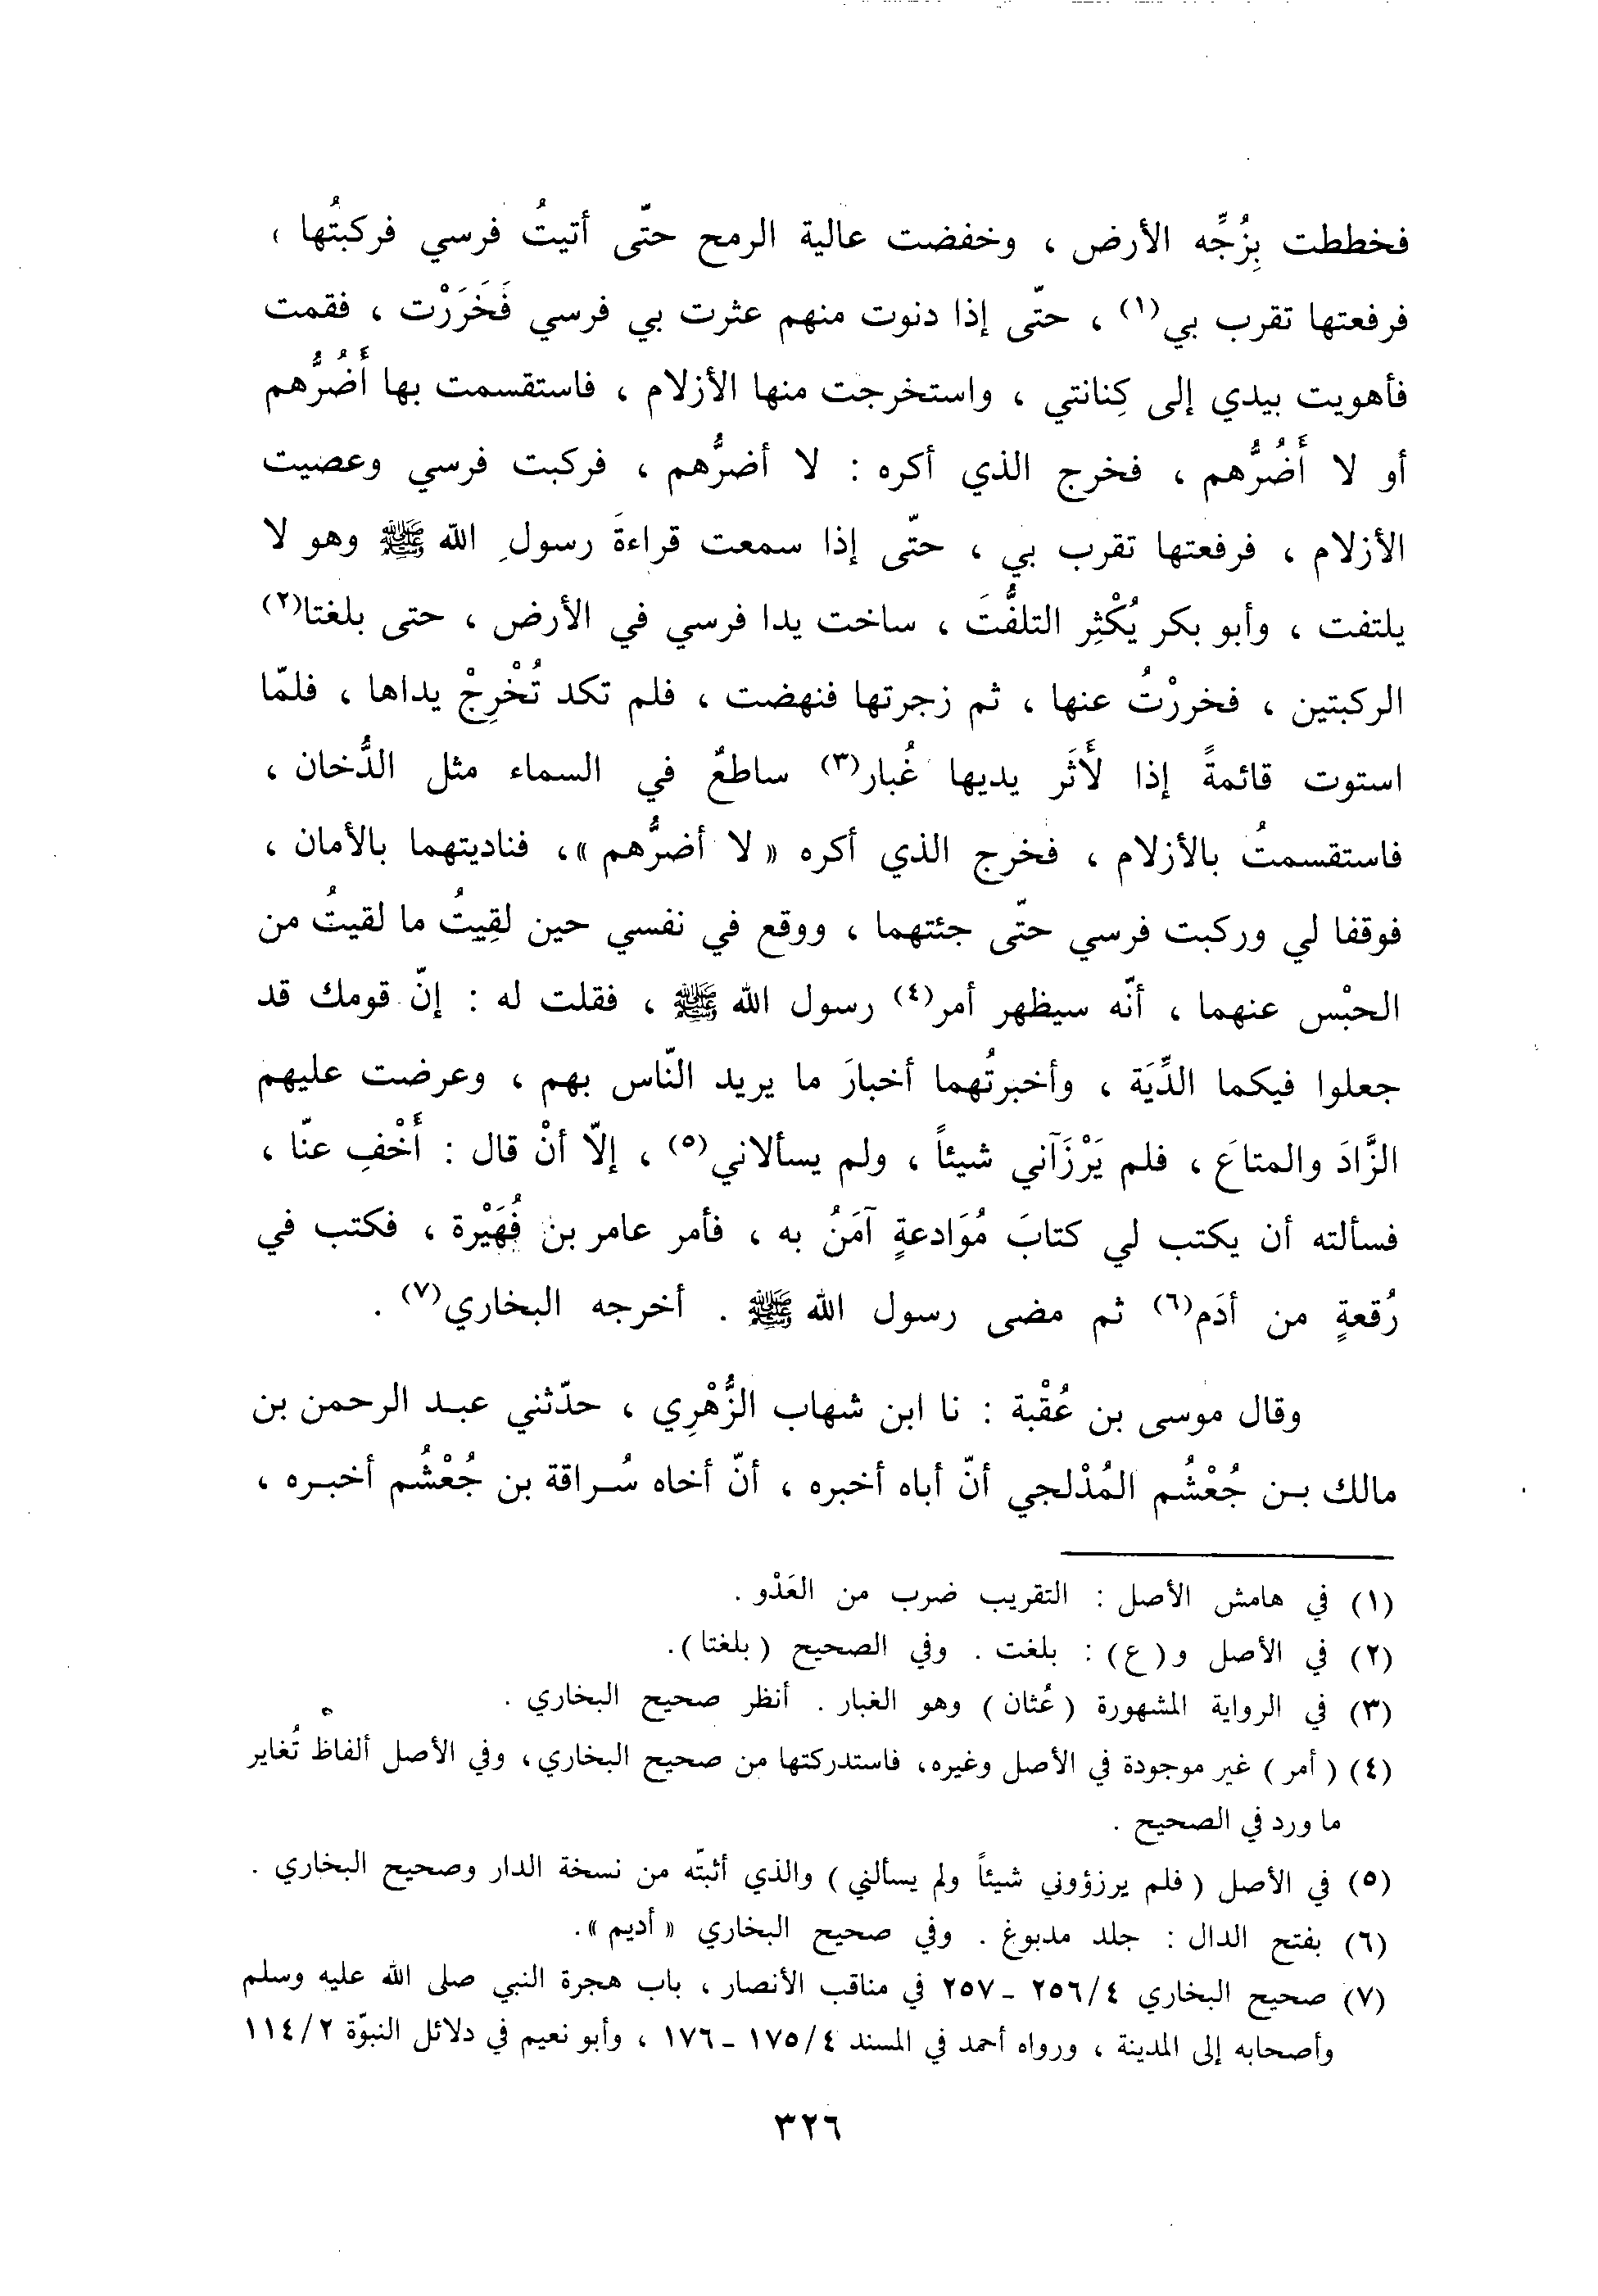 فخططت بِزُجِّه الأرض ، وخفضت عالية الرمح حتّى أتيتُ فرسي فركبتُها ،
فرفعتها تقرب بي(١) ، حتّى إذا دنوت منهم عثرت بي فرسي فَخَرَرْت ، فقمت
فأهويت بيدي إلى كِنانتي ، واستخرجت منها الأزلام ، فاستقسمت بها أَضُرُّهم
أو لا أَضُرُّهم ، فخرج الذي أكره : لا أضرُّهم ، فركبت فرسي وعصيت
الأزلام ، فرفعتها تقرب بي ، حتّى إذا سمعت قراءةَ رسولِ الله ﷺ وهو لا
يلتفت ، وأبو بكر يُكْثِر التلفُّتَ ، ساخت يدا فرسي في الأرض ، حتى بلغتا(٢)
الركبتين ، فخررْتُ عنها ، ثم زجرتها فنهضت ، فلم تكد تُخْرِجْ يداها ، فلمّا
استوت قائمةً إذا لأَثَر يديها غُبار(٣) ساطعٌ في السماء مثل الدُّخان ،
فاستقسمتُ بالأزلام ، فخرج الذي أكره « لا أضرُّهم »، فناديتهما بالأمان ،
فوقفا لي وركبت فرسي حتّى جئتهما ، ووقع في نفسي حين لقِيتُ ما لقيتُ من
الحبْس عنهما ، أنّه سيظهر أمر(٤) رسول الله ﷺ ، فقلت له : إنّ قومك قد
جعلوا فيكما الدِّيَة ، وأخبرتُهما أخبارَ ما يريد النّاس بهم ، وعرضت عليهم
الزَّادَ والمتاعَ ، فلم يَرْزَآني شيئاً ، ولم يسألاني(٥) ، إلّا أنْ قال : أَخْفِ عنّا ،
فسألته أن يكتب لي كتابَ مُوَادعةٍ آمَنُ به ، فأمر عامر بن فُهَيْرة ، فكتب في
رُقعةٍ من أدَم(٦) ثم مضى رسول الله ﷺ . أخرجه البخاري(٧) .
وقال موسى بن عُقْبة : نا ابن شهاب الزُّهْرِي ، حدّثني عبد الرحمن بن
مالك بن جُعْشُم المُذْلجي أنّ أباه أخبره ، أنّ أخاه سُراقة بن جُعْشُم أخبره ،
(١) في هامش الأصل : التقريب ضرب من العَدْو .
(٢) في الأصل و(ع) : بلغت . وفي الصحيح (بلغتا).
(٣) في الرواية المشهورة (عُثان) وهو الغبار . أنظر صحيح البخاري .
(٤) (أمر) غير موجودة في الأصل وغيره، فاستدركتها من صحيح البخاري، وفي الأصل ألفاظ تُغاير
ما ورد في الصحيح .
(٥) في الأصل (فلم يرزؤوني شيئاً ولم يسألني) والذي أثبتّه من نسخة الدار وصحيح البخاري .
(٦) بفتح الدال : جلد مدبوغ . وفي صحيح البخاري « أديم ».
(٧) صحيح البخاري ٢٥٦/٤ ـ ٢٥٧ في مناقب الأنصار ، باب هجرة النبي صلى الله عليه وسلم
وأصحابه إلى المدينة ، ورواه أحمد في المسند ١٧٥/٤ ـ ١٧٦ ، وأبو نعيم في دلائل النبوّة ١١٤/٢
٣٢٦